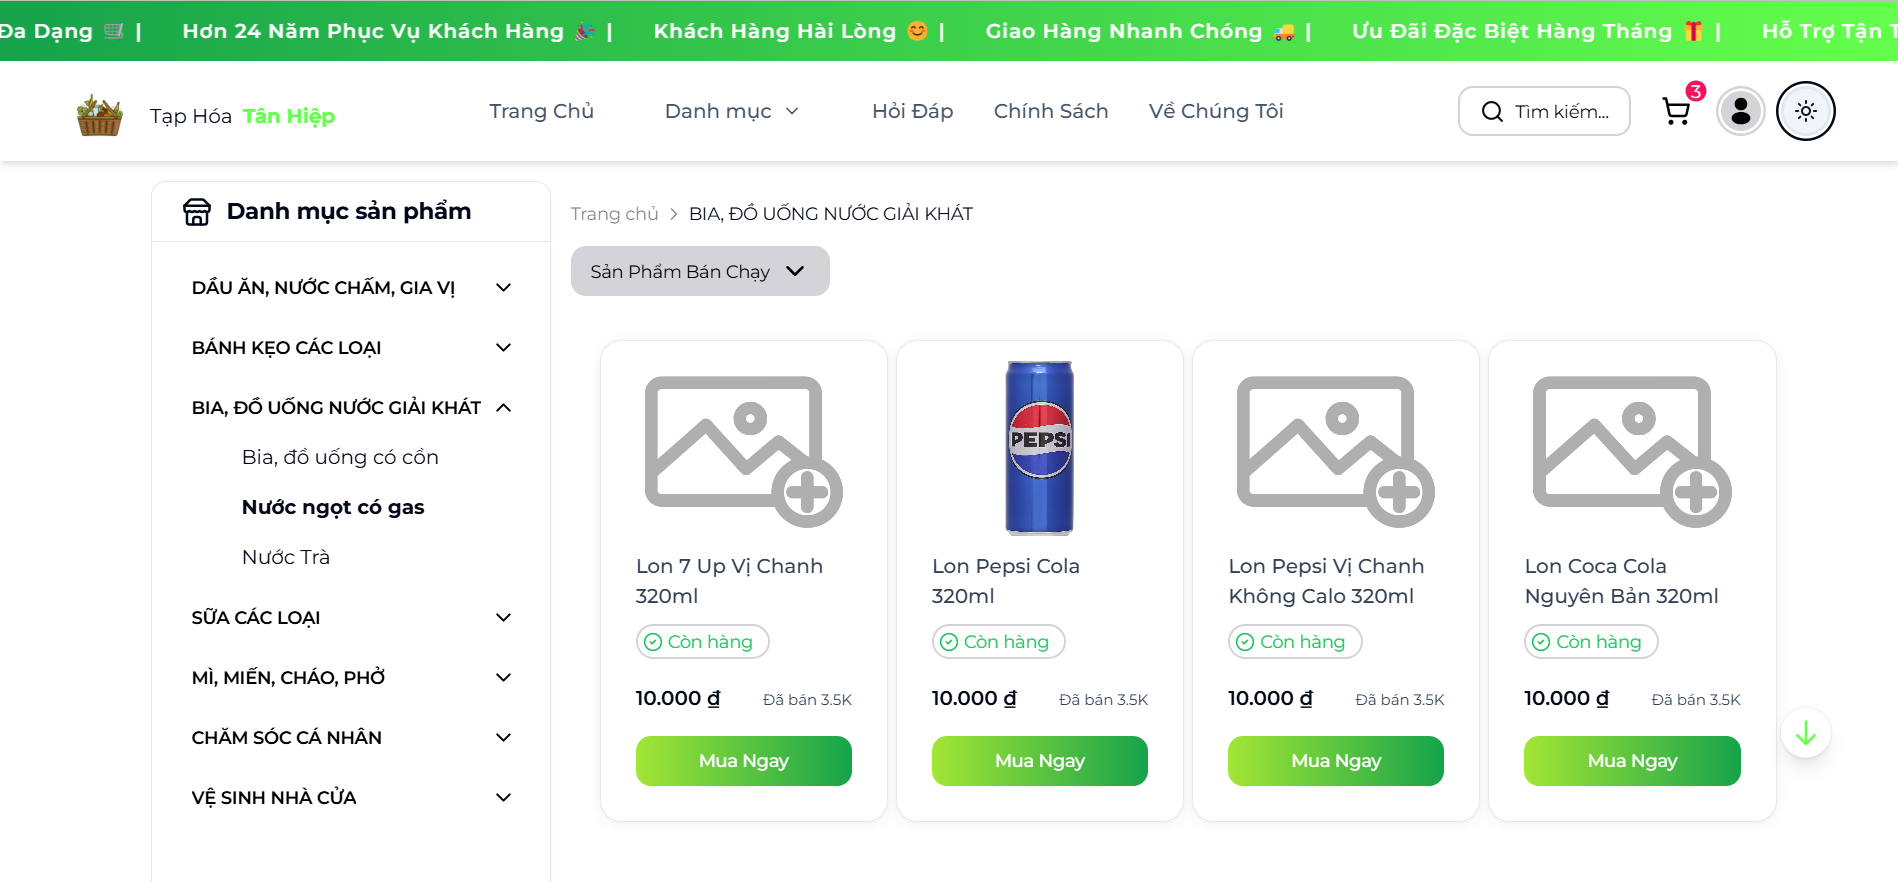 Đa Dạng 🛒 | Hơn 24 Năm Phục Vụ Khách Hàng 🎉 | Khách Hàng Hài Lòng 😊 | Giao Hàng Nhanh Chóng 🚚 | Ưu Đãi Đặc Biệt Hàng Tháng 🎁 | Hỗ Trợ Tận
Tạp Hóa Tân Hiệp
Trang Chủ
Danh mục
Hỏi Đáp
Chính Sách
Về Chúng Tôi
Tìm kiếm...
3
Danh mục sản phẩm
DẦU ĂN, NƯỚC CHẤM, GIA VỊ
BÁNH KẸO CÁC LOẠI
BIA, ĐỒ UỐNG NƯỚC GIẢI KHÁT
Bia, đồ uống có cồn
Nước ngọt có gas
Nước Trà
SỮA CÁC LOẠI
MÌ, MIẾN, CHÁO, PHỞ
CHĂM SÓC CÁ NHÂN
VỆ SINH NHÀ CỬA
Trang chủ > BIA, ĐỒ UỐNG NƯỚC GIẢI KHÁT
Sản Phẩm Bán Chạy
Lon 7 Up Vị Chanh
320ml
Còn hàng
10.000 ₫
Đã bán 3.5K
Mua Ngay
PEPSI
Lon Pepsi Cola
320ml
Còn hàng
10.000 ₫
Đã bán 3.5K
Mua Ngay
Lon Pepsi Vị Chanh
Không Calo 320ml
Còn hàng
10.000 ₫
Đã bán 3.5K
Mua Ngay
Lon Coca Cola
Nguyên Bản 320ml
Còn hàng
10.000 ₫
Đã bán 3.5K
Mua Ngay